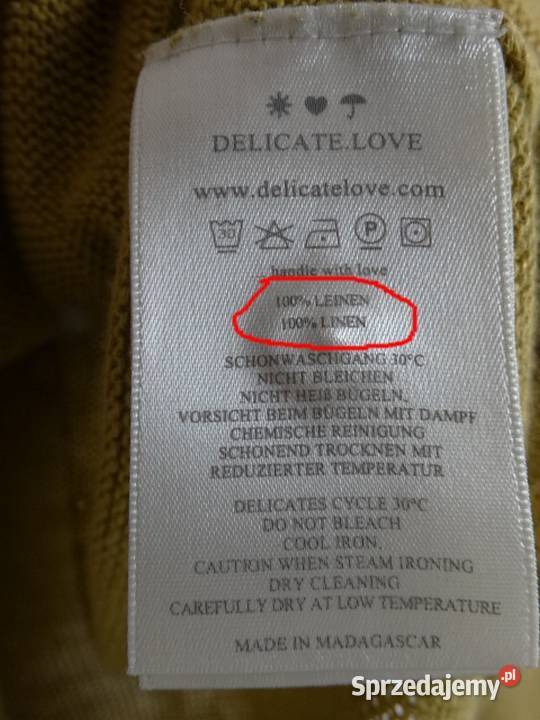 DELICATE.LOVE
www.delicatelove.com
30 P
handle with love
100% LEINEN
100% LINEN
SCHONWASCHGANG 30°C
NICHT BLEICHEN
NICHT HEIß BÜGELN.
VORSICHT BEIM BÜGELN MIT DAMPF
CHEMISCHE REINIGUNG
SCHONEND TROCKNEN MIT
REDUZIERTER TEMPERATUR
DELICATES CYCLE 30°C
DO NOT BLEACH
COOL IRON.
CAUTION WHEN STEAM IRONING
DRY CLEANING
CAREFULLY DRY AT LOW TEMPERATURE
MADE IN MADAGASCAR
Sprzedajemy.pl